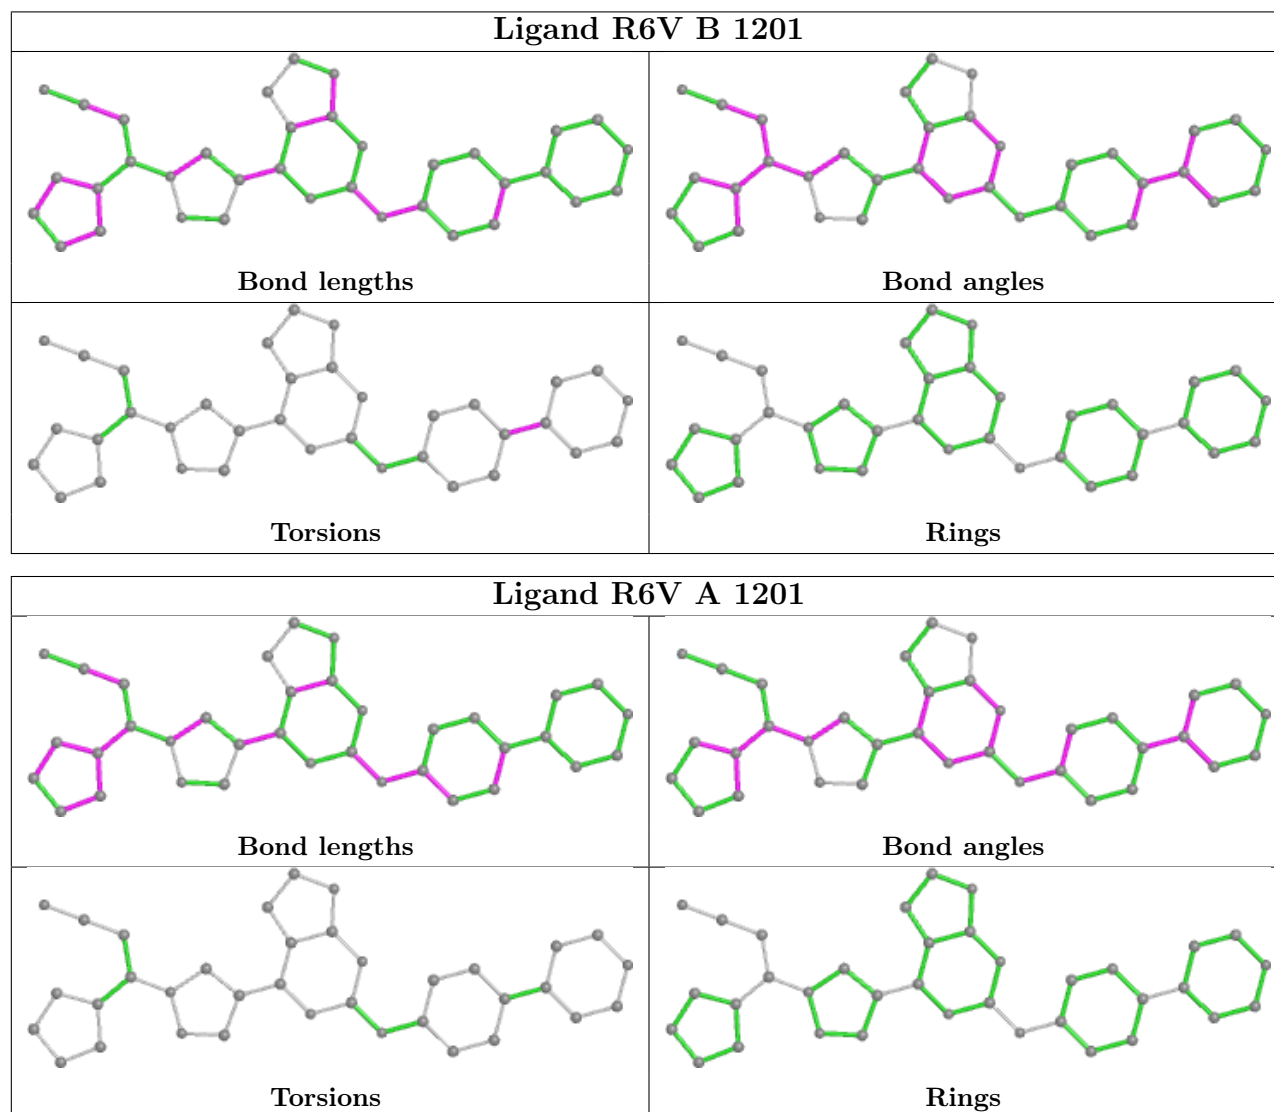 Ligand R6V B 1201
Bond lengths
Bond angles
Torsions
Rings
Ligand R6V A 1201
Bond lengths
Bond angles
Torsions
Rings